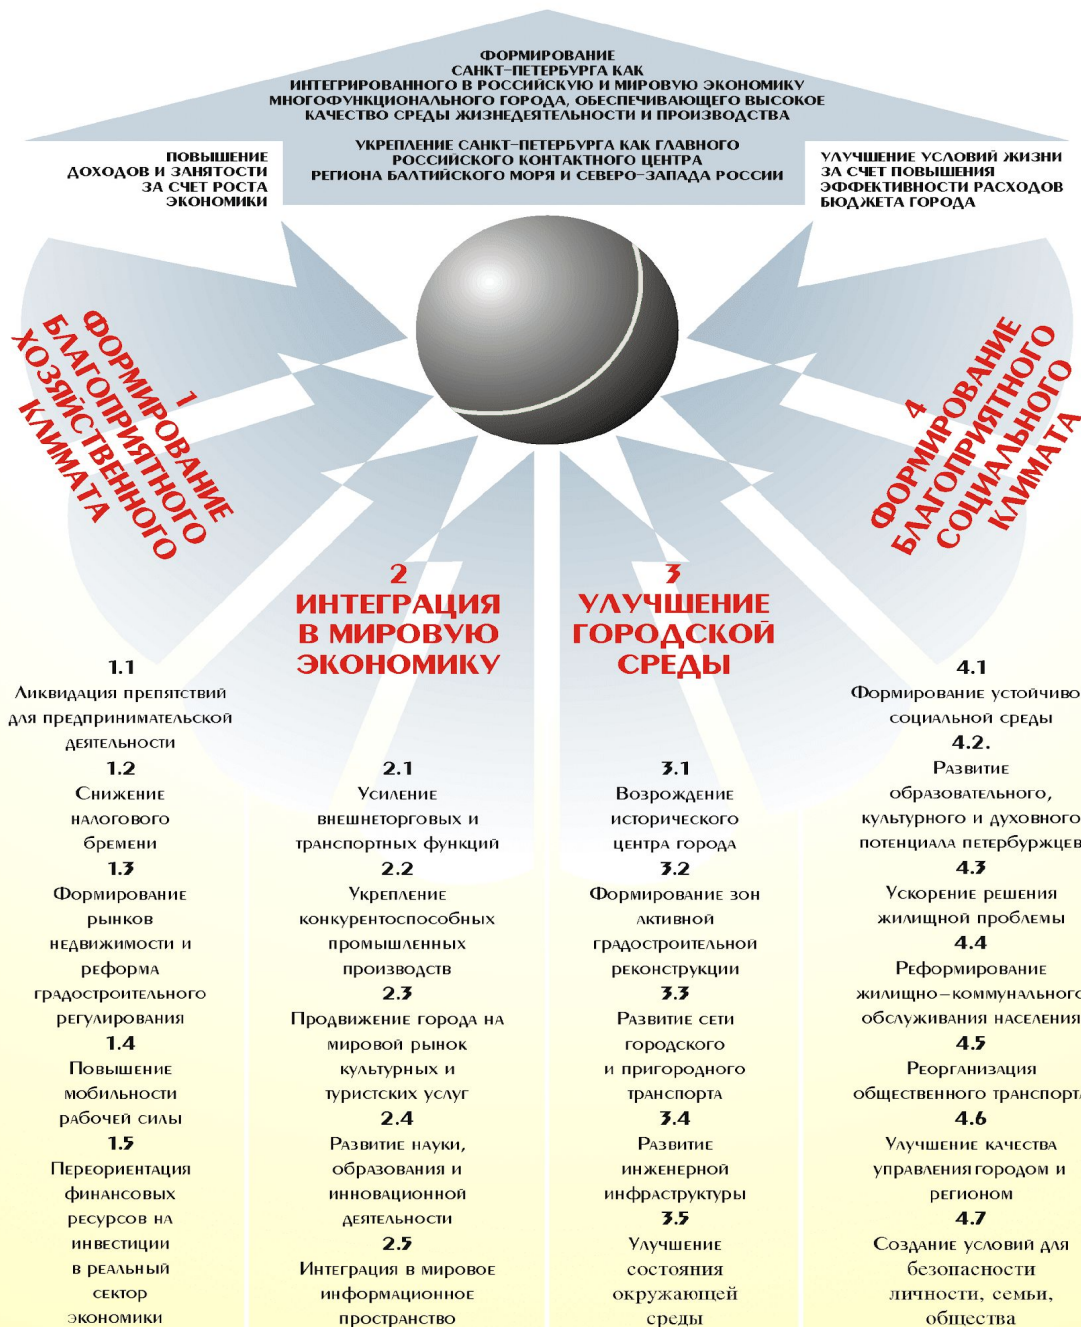 ФОРМИРОВАНИЕ
САНКТ-ПЕТЕРБУРГА КАК
ИНТЕГРИРОВАННОГО В РОССИЙСКУЮ И МИРОВУЮ ЭКОНОМИКУ
МНОГОФУНКЦИОНАЛЬНОГО ГОРОДА, ОБЕСПЕЧИВАЮЩЕГО ВЫСОКОЕ
КАЧЕСТВО СРЕДЫ ЖИЗНЕДЕЯТЕЛЬНОСТИ И ПРОИЗВОДСТВА
УКРЕПЛЕНИЕ САНКТ-ПЕТЕРБУРГА КАК ГЛАВНОГО
РОССИЙСКОГО КОНТАКТНОГО ЦЕНТРА
РЕГИОНА БАЛТИЙСКОГО МОРЯ И СЕВЕРО-ЗАПАДА РОССИИ
ПОВЫШЕНИЕ
ДОХОДОВ И ЗАНЯТОСТИ
ЗА СЧЕТ РОСТА
ЭКОНОМИКИ
УЛУЧШЕНИЕ УСЛОВИЙ ЖИЗНИ
ЗА СЧЕТ ПОВЫШЕНИЯ
ЭФФЕКТИВНОСТИ РАСХОДОВ
БЮДЖЕТА ГОРОДА
1
ФОРМИРОВАНИЕ
БЛАГОПРИЯТНОГО
ХОЗЯЙСТВЕННОГО
КЛИМАТА
2
ИНТЕГРАЦИЯ
В МИРОВУЮ
ЭКОНОМИКУ
3
УЛУЧШЕНИЕ
ГОРОДСКОЙ
СРЕДЫ
4
ФОРМИРОВАНИЕ
БЛАГОПРИЯТНОГО
СОЦИАЛЬНОГО
КЛИМАТА
1.1
Ликвидация препятствий
для предпринимательской
деятельности
1.2
Снижение
налогового
бремени
1.3
Формирование
рынков
недвижимости и
реформа
градостроительного
регулирования
1.4
Повышение
мобильности
рабочей силы
1.5
Переориентация
финансовых
ресурсов на
инвестиции
в реальный
сектор
экономики
2.1
Усиление
внешнеторговых и
транспортных функций
2.2
Укрепление
конкурентоспособных
промышленных
производств
2.3
Продвижение города на
мировой рынок
культурных и
туристских услуг
2.4
Развитие науки,
образования и
инновационной
деятельности
2.5
Интеграция в мировое
информационное
пространство
3.1
Возрождение
исторического
центра города
3.2
Формирование зон
активной
градостроительной
реконструкции
3.3
Развитие сети
городского
и пригородного
транспорта
3.4
Развитие
инженерной
инфраструктуры
3.5
Улучшение
состояния
окружающей
среды
4.1
Формирование устойчиво
социальной среды
4.2.
Развитие
образовательного,
культурного и духовного
потенциала петербуржцев
4.3
Ускорение решения
жилищной проблемы
4.4
Реформирование
жилищно-коммунального
обслуживания населения
4.5
Реорганизация
общественного транспорта
4.6
Улучшение качества
управления городом и
регионом
4.7
Создание условий для
безопасности
личности, семьи,
общества